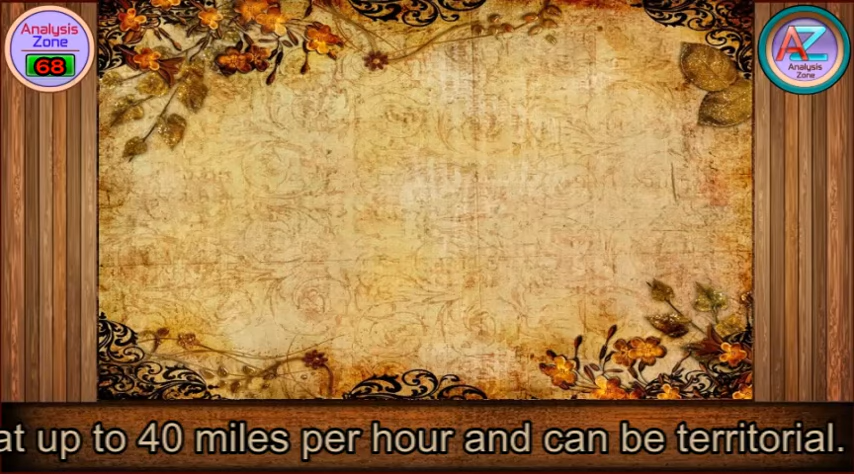 Analysis
Zone
68
AZ
Analysis
Zone
at up to 40 miles per hour and can be territorial.